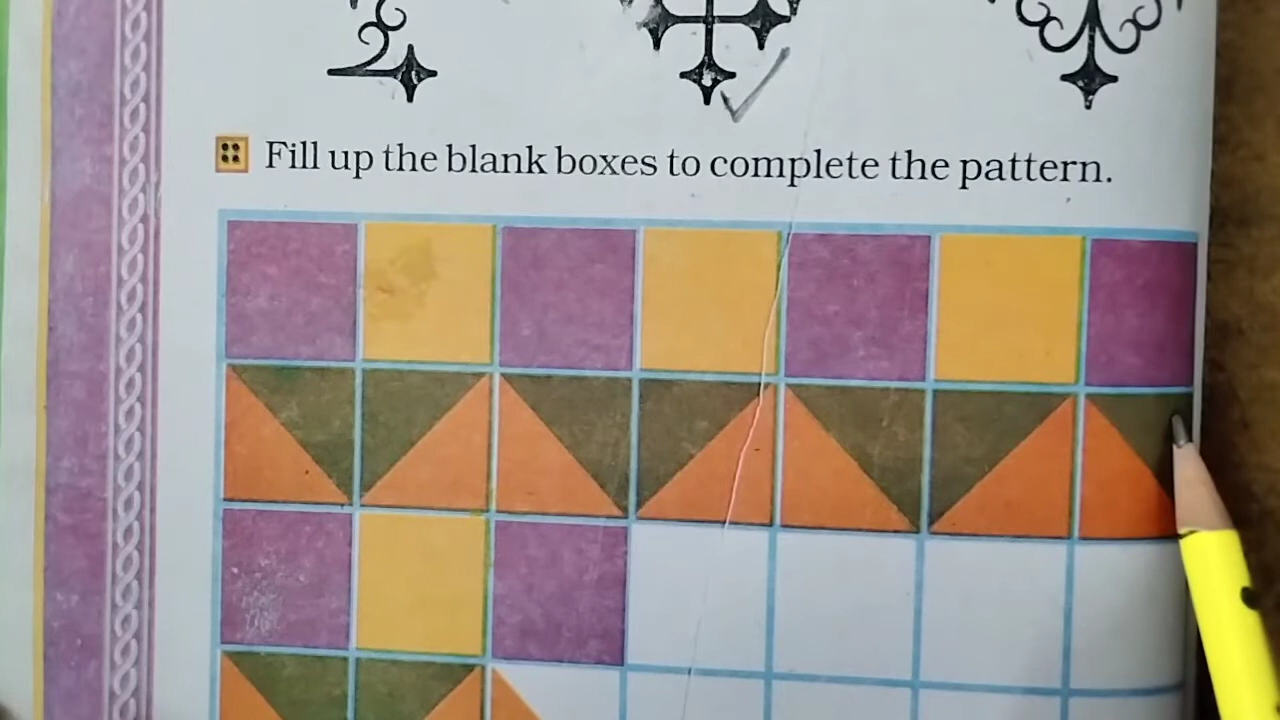 Fill up the blank boxes to complete the pattern.